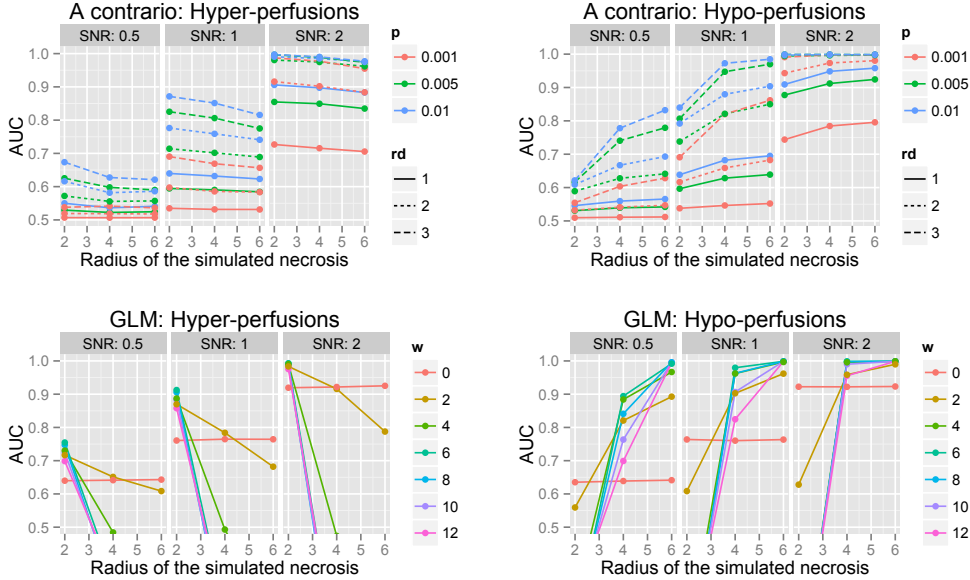 A contrario: Hyper-perfusions
SNR: 0.5 SNR: 1 SNR: 2
AUC
1.0
0.9
0.8
0.7
0.6
0.5
2 3 4 5 6 2 3 4 5 6 2 3 4 5 6
Radius of the simulated necrosis
p
0.001
0.005
0.01
rd
1
2
3
A contrario: Hypo-perfusions
SNR: 0.5 SNR: 1 SNR: 2
AUC
1.0
0.9
0.8
0.7
0.6
0.5
2 3 4 5 6 2 3 4 5 6 2 3 4 5 6
Radius of the simulated necrosis
p
0.001
0.005
0.01
rd
1
2
3
GLM: Hyper-perfusions
SNR: 0.5 SNR: 1 SNR: 2
AUC
1.0
0.9
0.8
0.7
0.6
0.5
2 3 4 5 6 2 3 4 5 6 2 3 4 5 6
Radius of the simulated necrosis
w
0
2
4
6
8
10
12
GLM: Hypo-perfusions
SNR: 0.5 SNR: 1 SNR: 2
AUC
1.0
0.9
0.8
0.7
0.6
0.5
2 3 4 5 6 2 3 4 5 6 2 3 4 5 6
Radius of the simulated necrosis
w
0
2
4
6
8
10
12